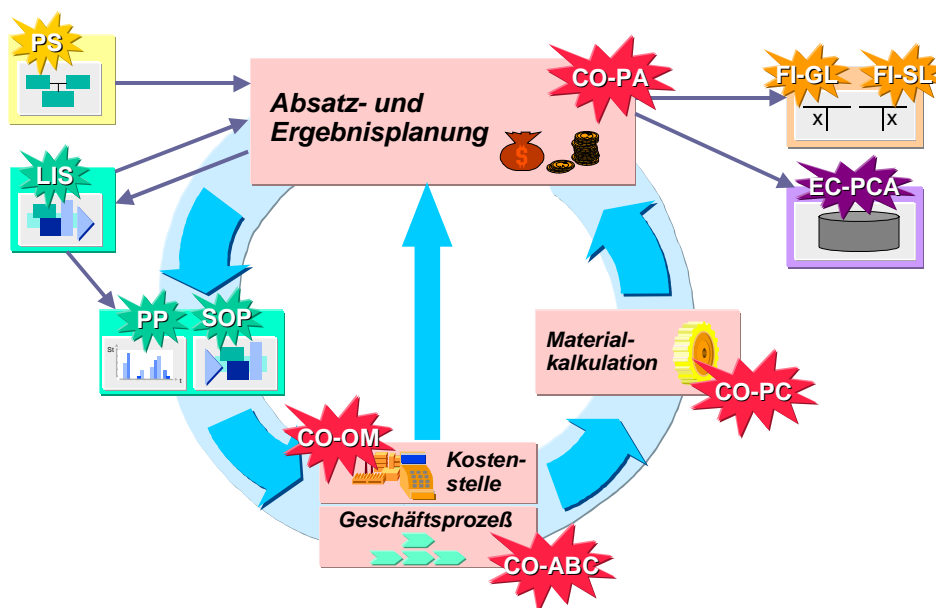 PS
CO-PA
FI-GL FI-SL
Absatz- und
Ergebnisplanung
$
X X
LIS
EC-PCA
PP SOP
St
t
Material-
kalkulation
CO-PC
CO-OM
Kosten-
stelle
Geschäftsprozeß
CO-ABC